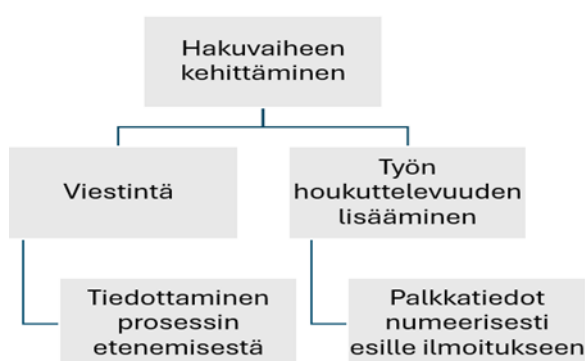 Hakuvaiheen
kehittäminen
Viestintä
Työn
houkuttelevuuden
lisääminen
Tiedottaminen
prosessin
etenemisestä
Palkkatiedot
numeerisesti
esille ilmoitukseen